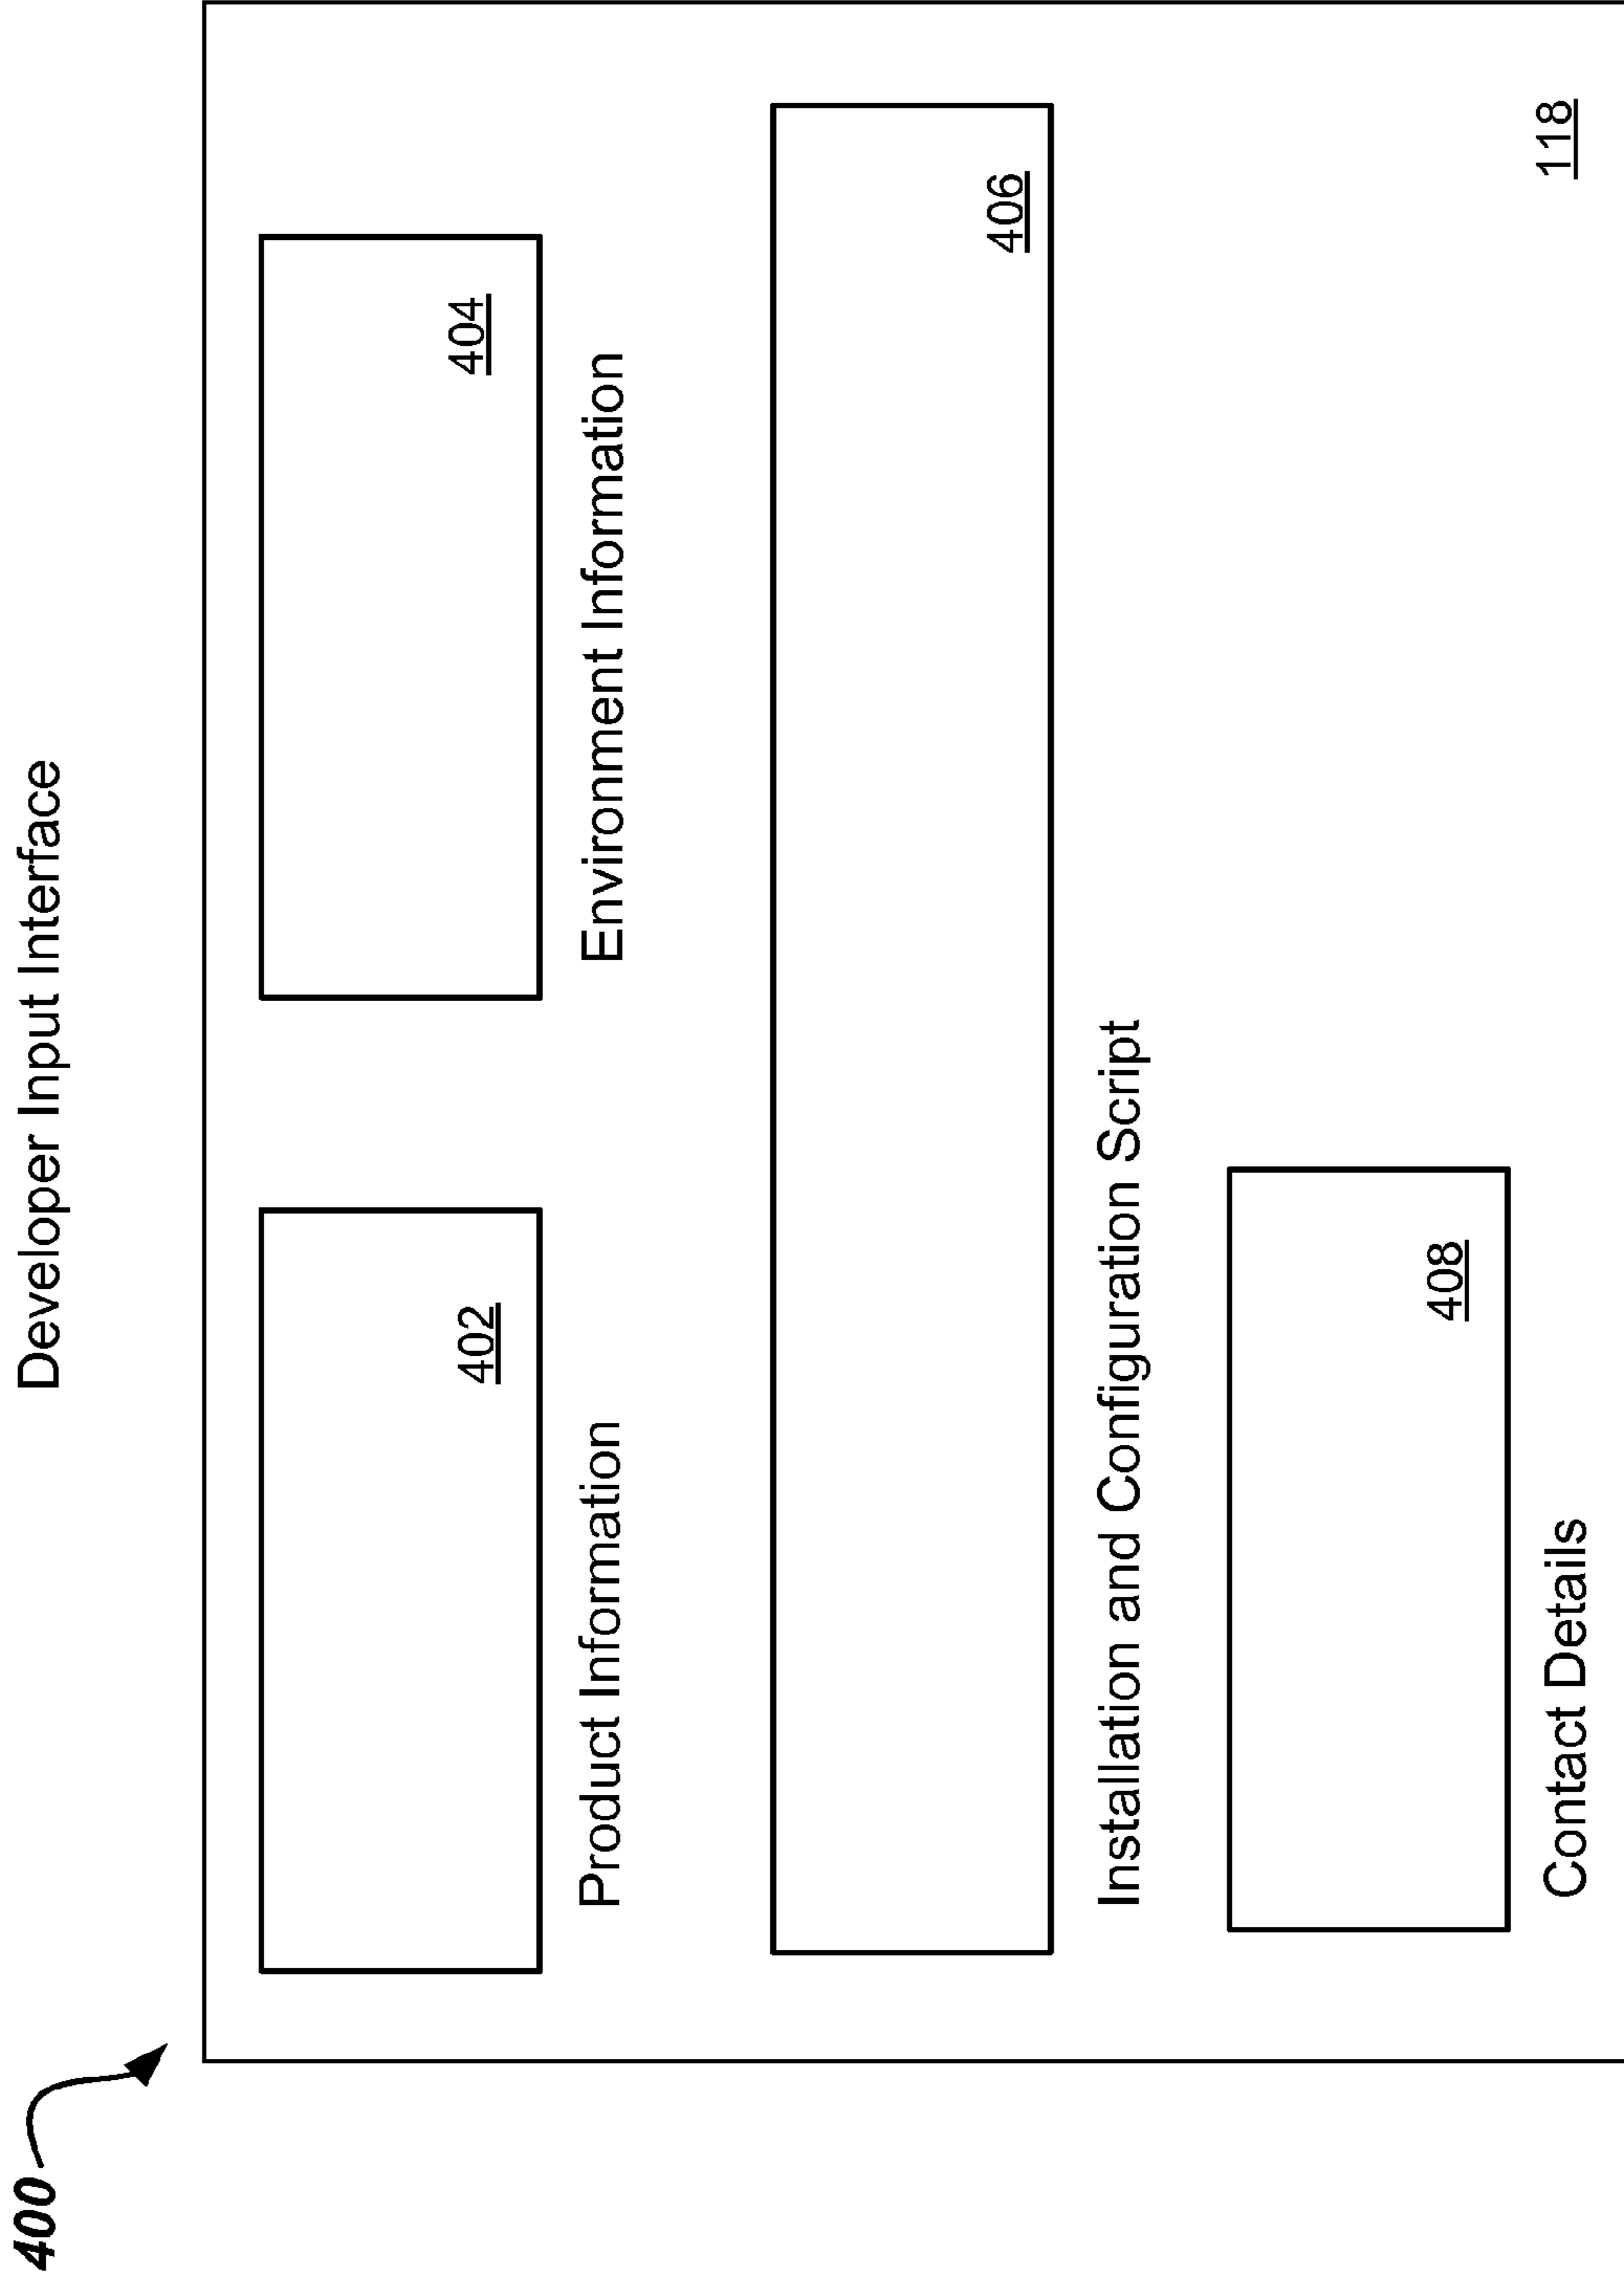 400
Developer Input Interface
402
404
Product Information
Environment Information
406
Installation and Configuration Script
408
Contact Details
118